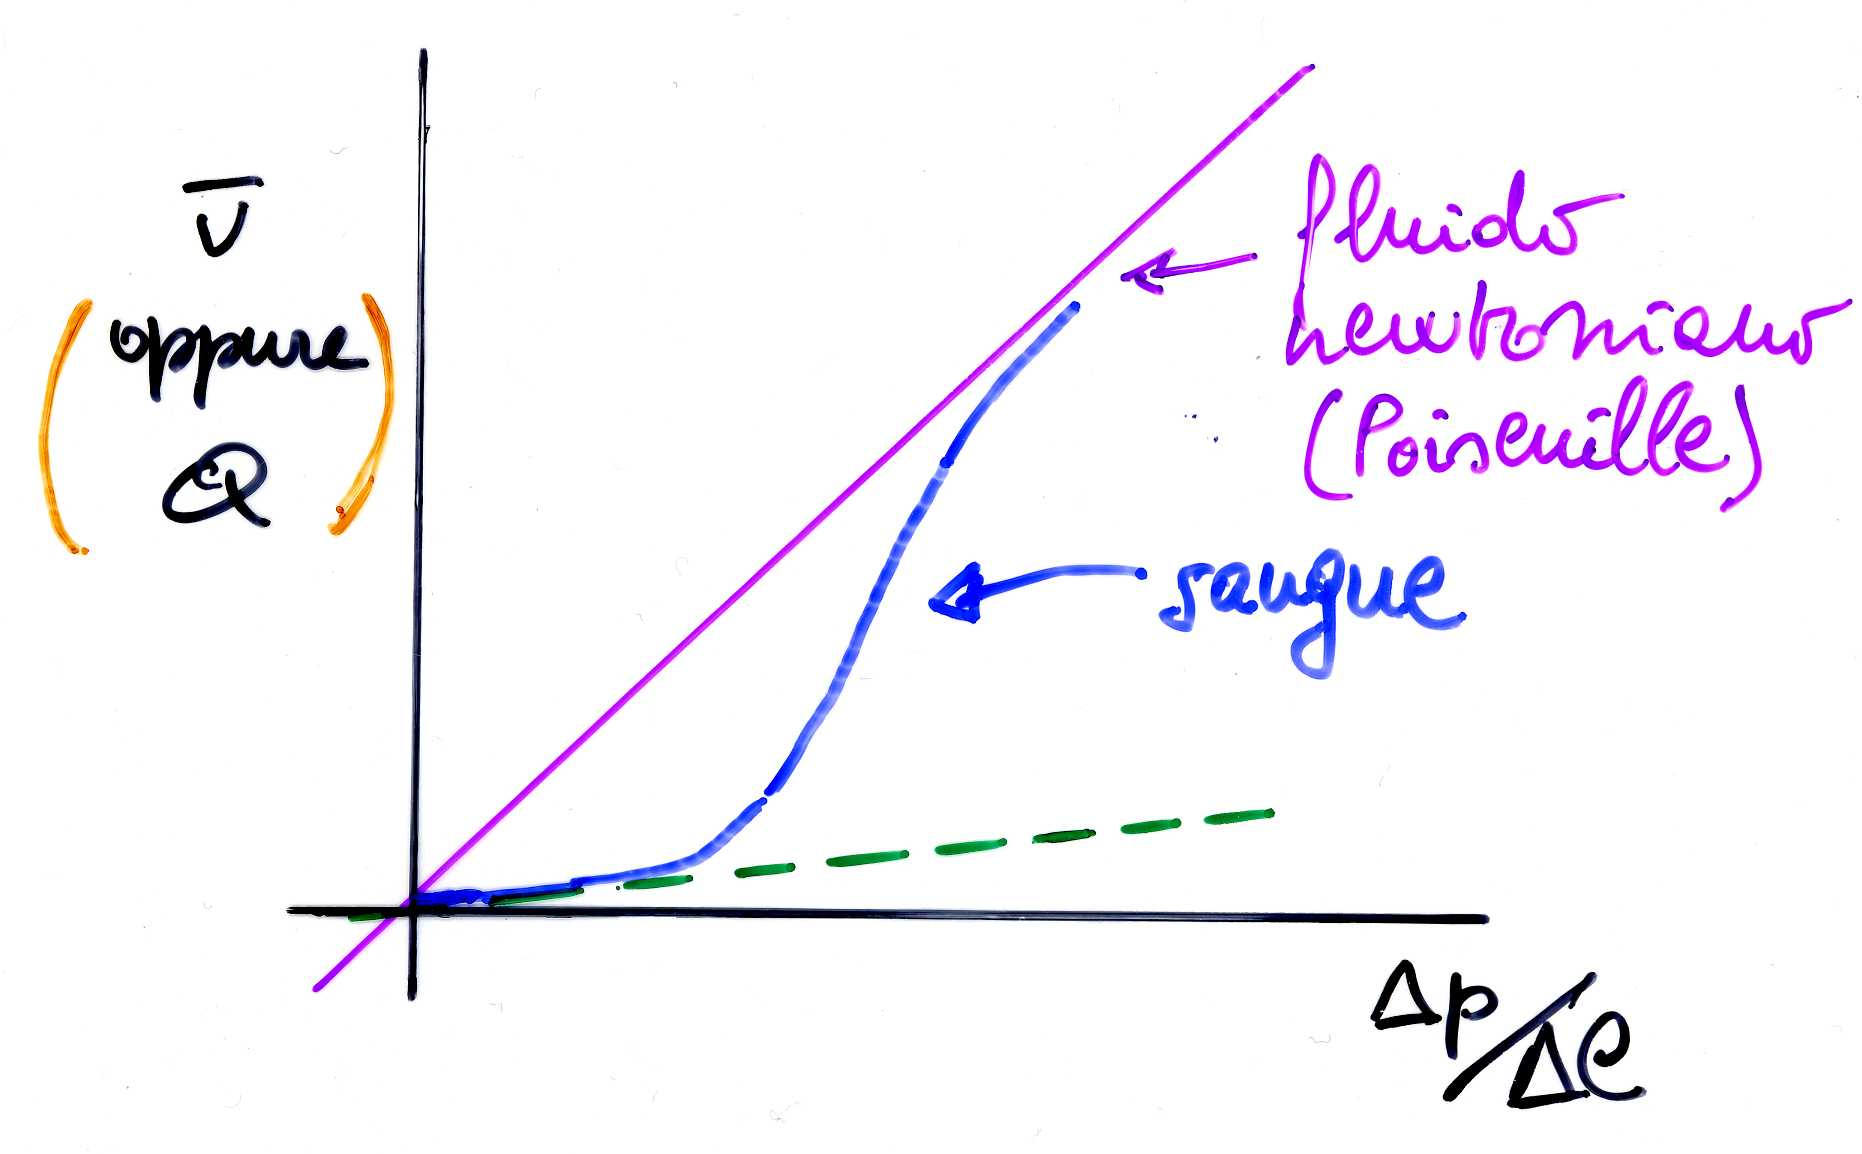 v̅
(oppure)
Q
fluido
newtoniano
(Poiseuille)
sangue
Δp/Δl